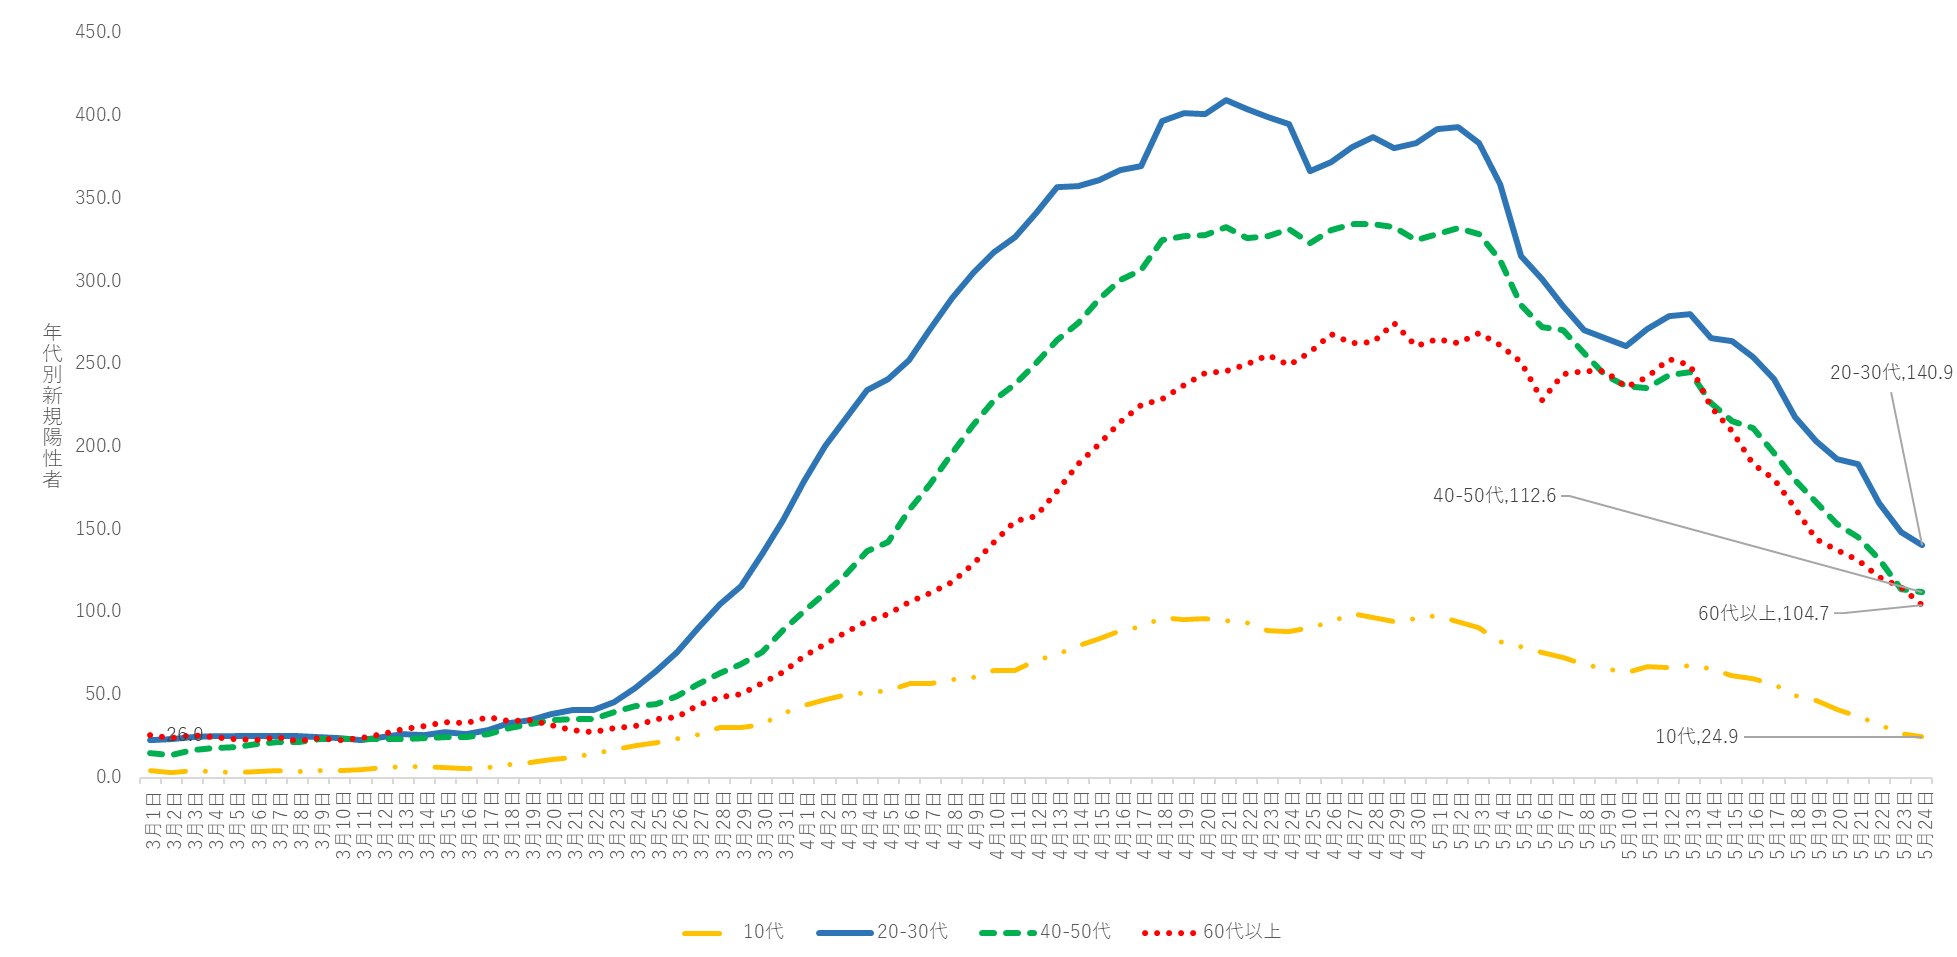 450.0
400.0
350.0
300.0
250.0
200.0
150.0
100.0
50.0
0.0
年代別新規陽性者
26.0
20-30代,140.9
40-50代,112.6
60代以上,104.7
10代,24.9
3月1日
3月2日
3月3日
3月4日
3月5日
3月6日
3月7日
3月8日
3月9日
3月10日
3月11日
3月12日
3月13日
3月14日
3月15日
3月16日
3月17日
3月18日
3月19日
3月20日
3月21日
3月22日
3月23日
3月24日
3月25日
3月26日
3月27日
3月28日
3月29日
3月30日
3月31日
4月1日
4月2日
4月3日
4月4日
4月5日
4月6日
4月7日
4月8日
4月9日
4月10日
4月11日
4月12日
4月13日
4月14日
4月15日
4月16日
4月17日
4月18日
4月19日
4月20日
4月21日
4月22日
4月23日
4月24日
4月25日
4月26日
4月27日
4月28日
4月29日
4月30日
5月1日
5月2日
5月3日
5月4日
5月5日
5月6日
5月7日
5月8日
5月9日
5月10日
5月11日
5月12日
5月13日
5月14日
5月15日
5月16日
5月17日
5月18日
5月19日
5月20日
5月21日
5月22日
5月23日
5月24日
10代
20-30代
40-50代
60代以上